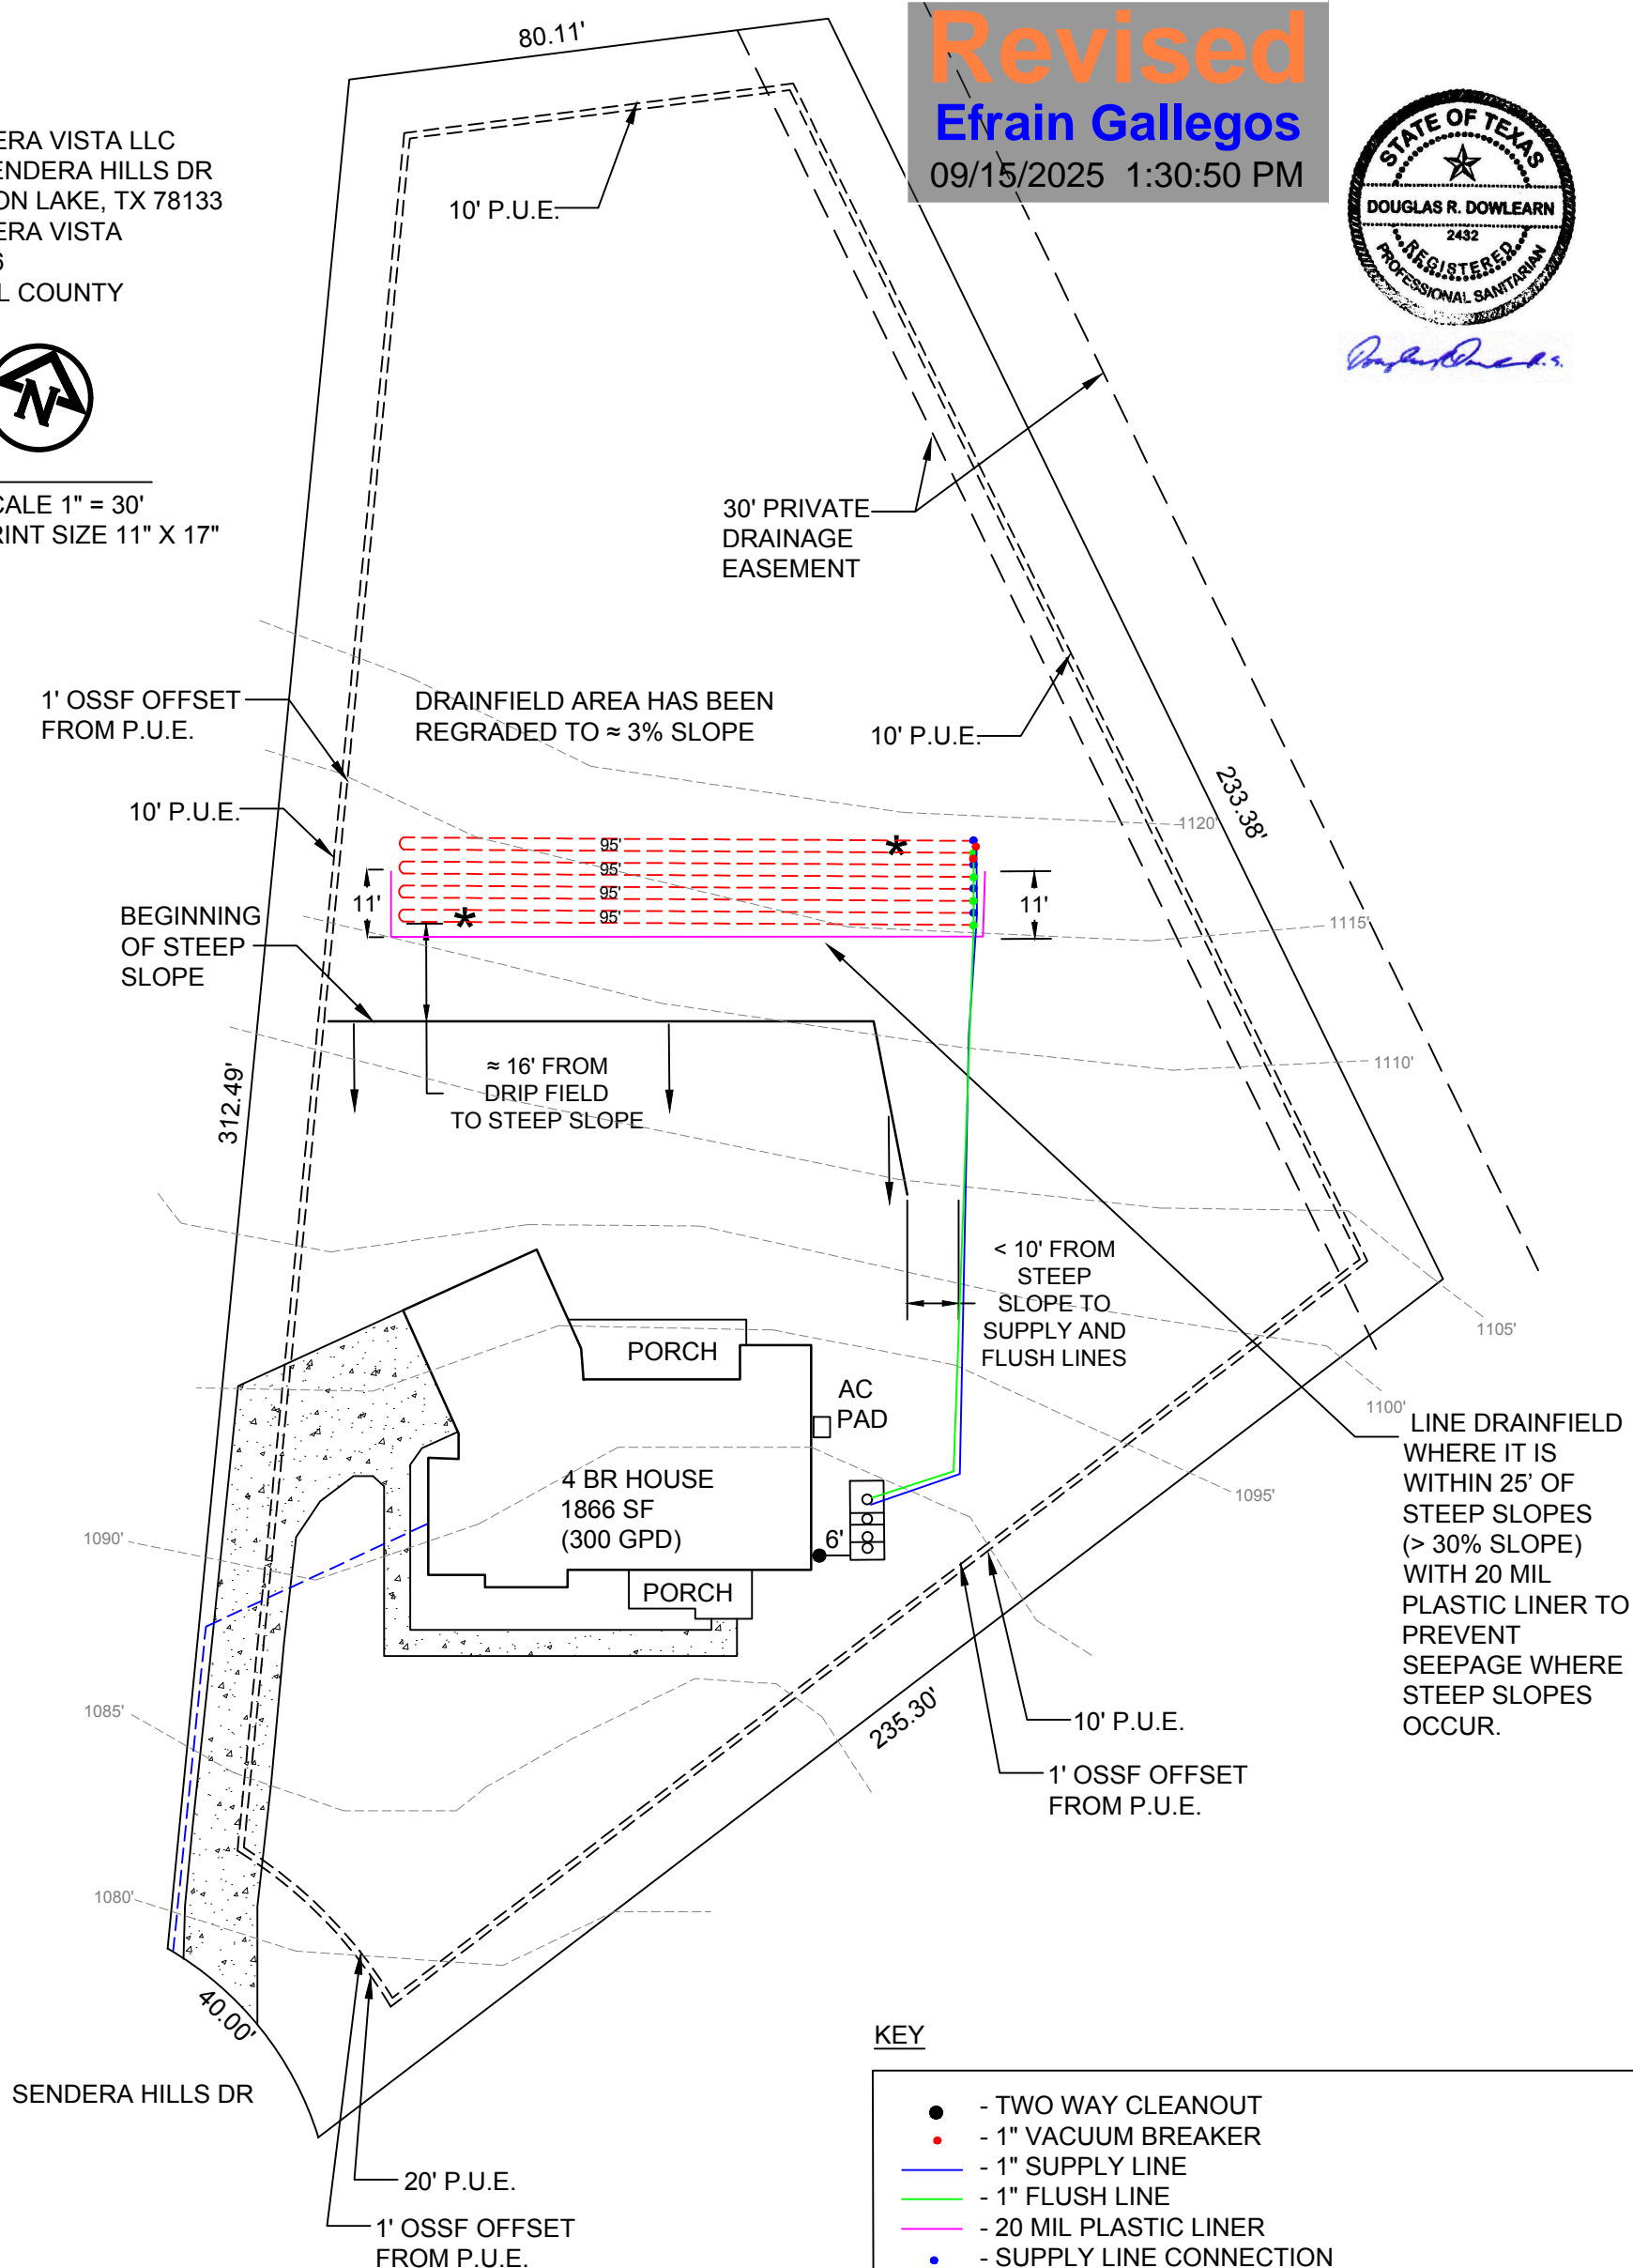 80.11'
Revised
Efrain Gallegos
09/15/2025 1:30:50 PM
STATE OF TEXAS
DOUGLAS R. DOWLEARN
2432
REGISTERED
PROFESSIONAL SANITARIAN
ERA VISTA LLC
ENDERA HILLS DR
ON LAKE, TX 78133
ERA VISTA
6
L COUNTY
N
CALE 1" = 30'
RINT SIZE 11" X 17"
10' P.U.E.
30' PRIVATE
DRAINAGE
EASEMENT
1' OSSF OFFSET
FROM P.U.E.
DRAINFIELD AREA HAS BEEN
REGRADED TO ≈ 3% SLOPE
10' P.U.E.
10' P.U.E.
233.38'
1120'
95'
95'
95'
95'
*
*
11'
11'
1115'
BEGINNING
OF STEEP
SLOPE
1110'
≈ 16' FROM
DRIP FIELD
TO STEEP SLOPE
312.49'
< 10' FROM
STEEP
SLOPE TO
SUPPLY AND
FLUSH LINES
1105'
PORCH
AC
PAD
1100'
LINE DRAINFIELD
WHERE IT IS
WITHIN 25' OF
STEEP SLOPES
(> 30% SLOPE)
WITH 20 MIL
PLASTIC LINER TO
PREVENT
SEEPAGE WHERE
STEEP SLOPES
OCCUR.
4 BR HOUSE
1866 SF
(300 GPD)
1095'
6'
1090'
PORCH
1085'
235.30'
10' P.U.E.
1' OSSF OFFSET
FROM P.U.E.
1080'
40.00'
SENDERA HILLS DR
20' P.U.E.
1' OSSF OFFSET
FROM P.U.E.
KEY
- TWO WAY CLEANOUT
- 1" VACUUM BREAKER
- 1" SUPPLY LINE
- 1" FLUSH LINE
- 20 MIL PLASTIC LINER
- SUPPLY LINE CONNECTION